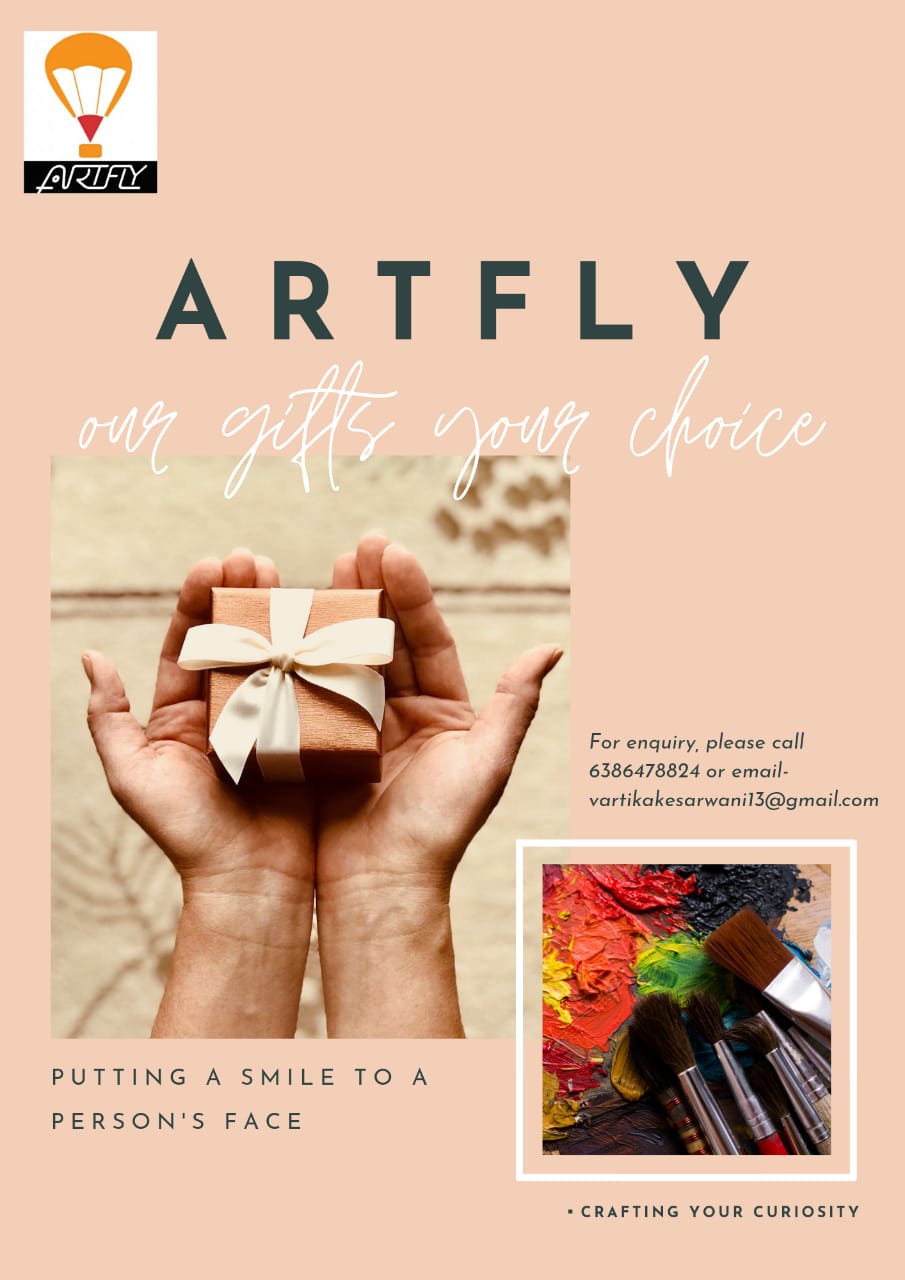 ARTFLY
ARTFLY
our gifts your choice
For enquiry, please call
6386478824 or email-
vartikakesarwani13@gmail.com
PUTTING A SMILE TO A
PERSON'S FACE
▪ CRAFTING YOUR CURIOSITY